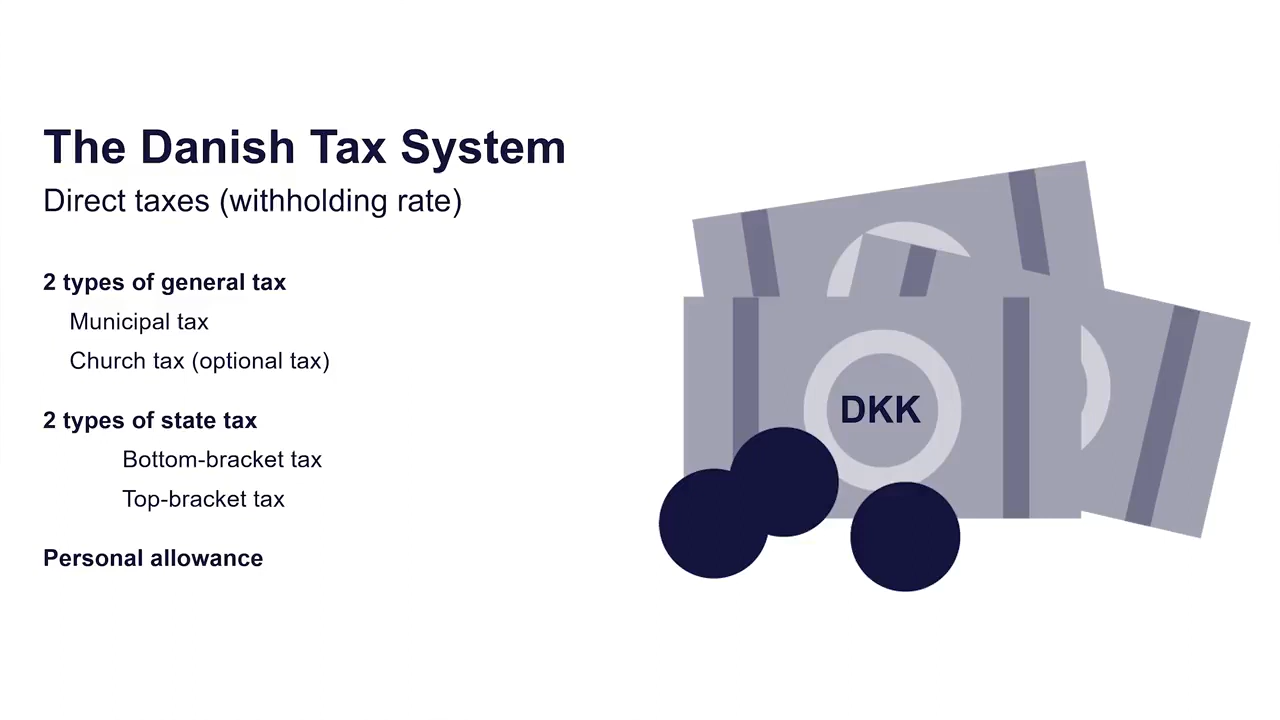 The Danish Tax System
Direct taxes (withholding rate)
2 types of general tax
Municipal tax
Church tax (optional tax)
2 types of state tax
Bottom-bracket tax
Top-bracket tax
Personal allowance
DKK